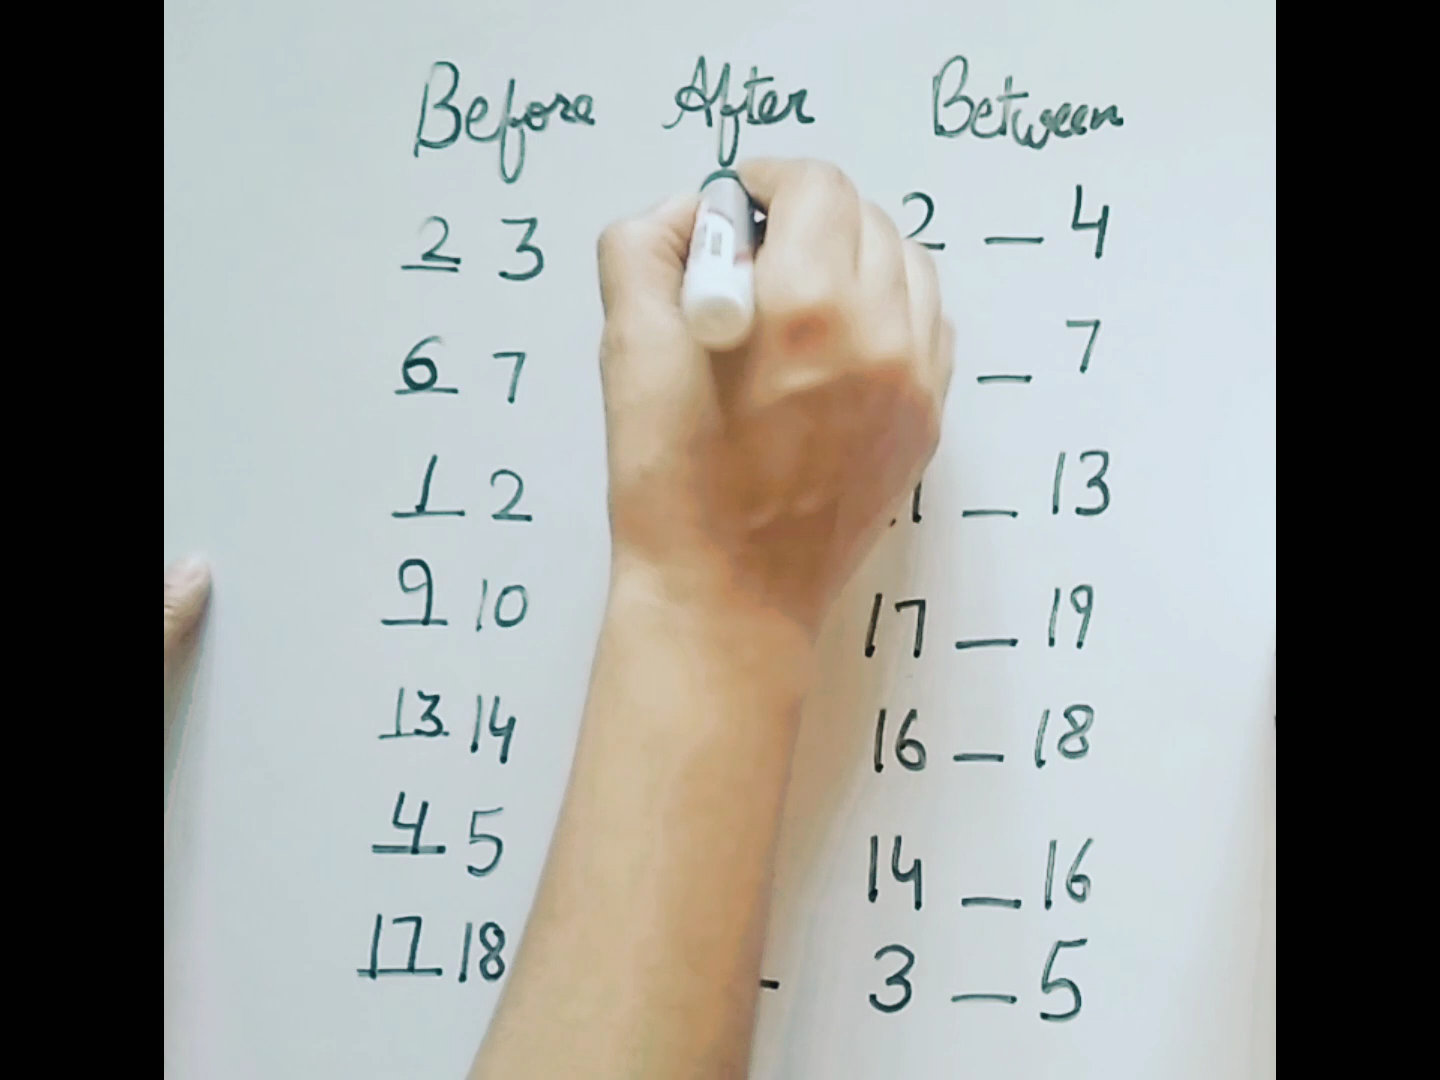 Before After Between
2 3 2 _ 4
6 7 _ 7
1 2 _ 13
9 10 17 _ 19
13 14 16 _ 18
4 5 14 _ 16
17 18 _ 3 _ 5